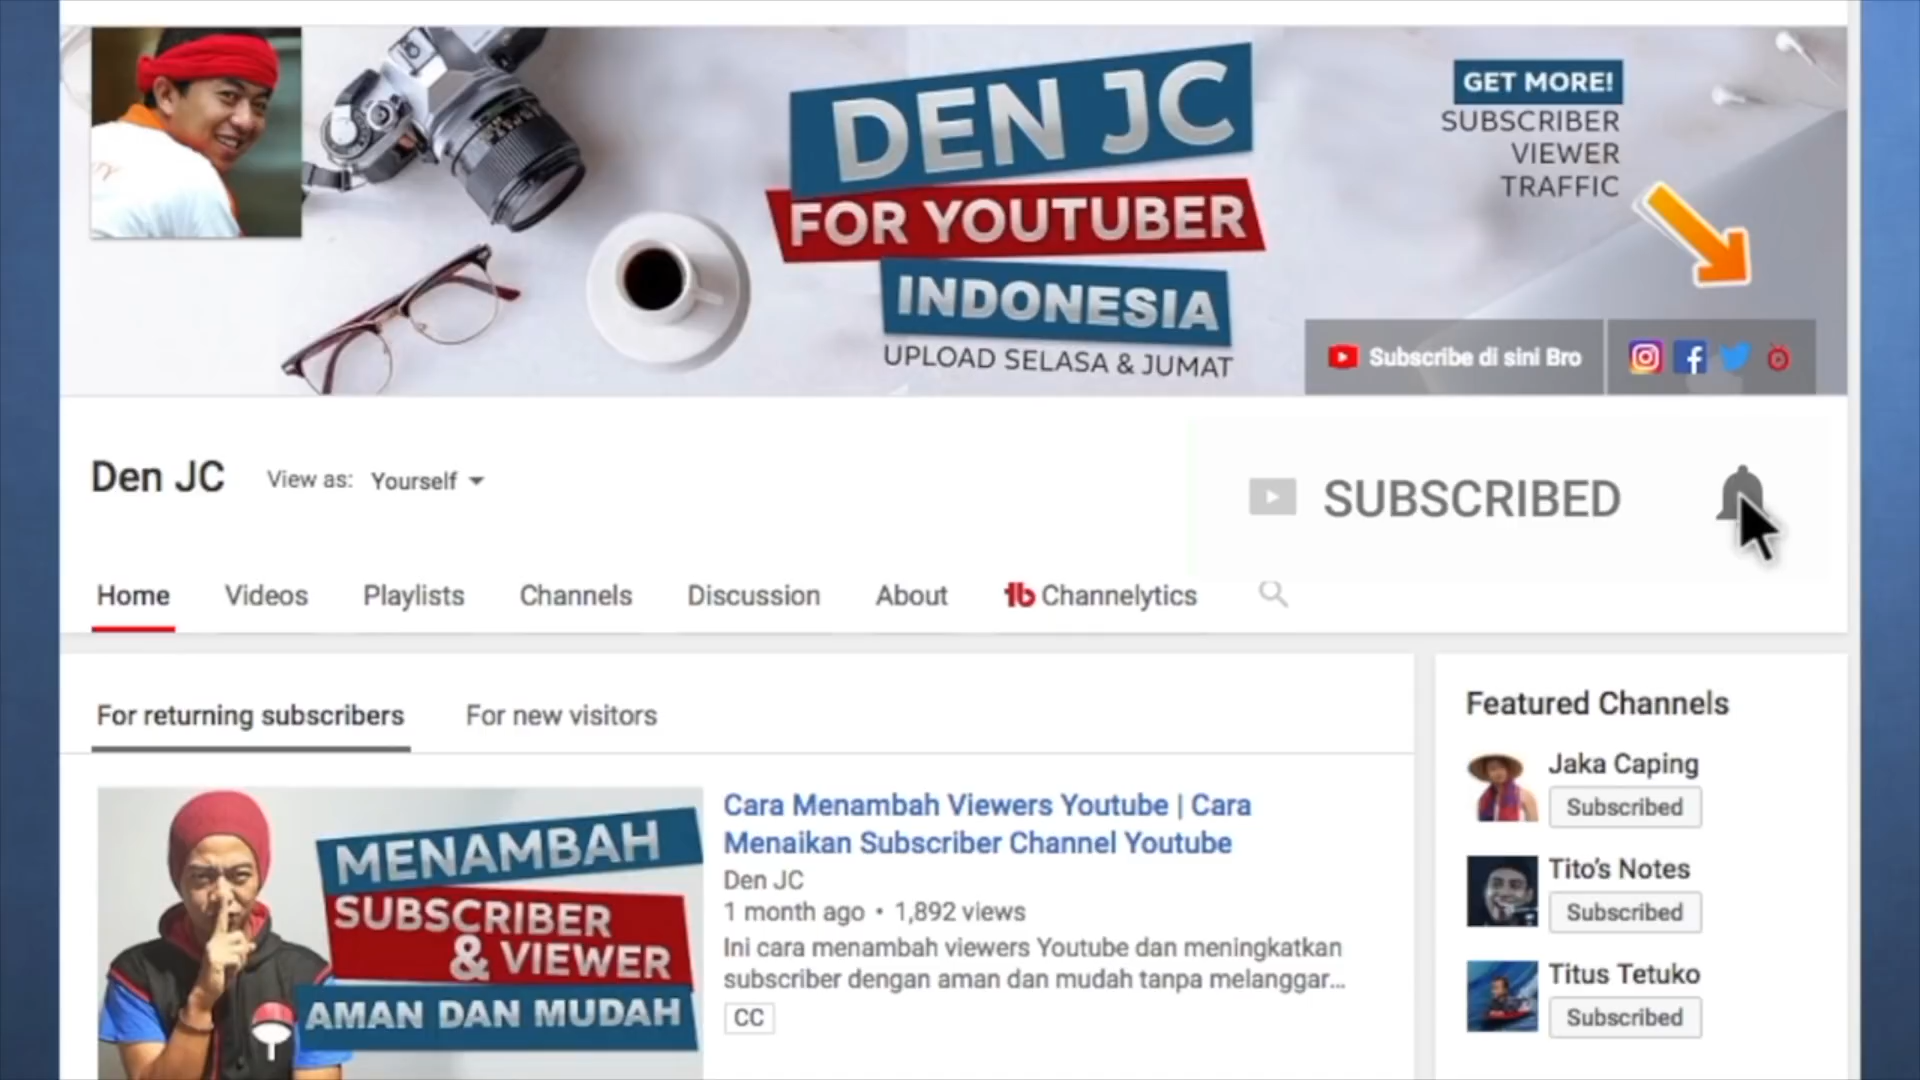 DEN JC
FOR YOUTUBER
INDONESIA
UPLOAD SELASA & JUMAT
GET MORE!
SUBSCRIBER
VIEWER
TRAFFIC
Subscribe di sini Bro
Den JC
View as: Yourself
SUBSCRIBED
Home
Videos
Playlists
Channels
Discussion
About
tb Channelytics
For returning subscribers
For new visitors
MENAMBAH
SUBSCRIBER
& VIEWER
AMAN DAN MUDAH
Cara Menambah Viewers Youtube | Cara
Menaikan Subscriber Channel Youtube
Den JC
1 month ago • 1,892 views
Ini cara menambah viewers Youtube dan meningkatkan
subscriber dengan aman dan mudah tanpa melanggar...
CC
Featured Channels
Jaka Caping
Subscribed
Tito's Notes
Subscribed
Titus Tetuko
Subscribed